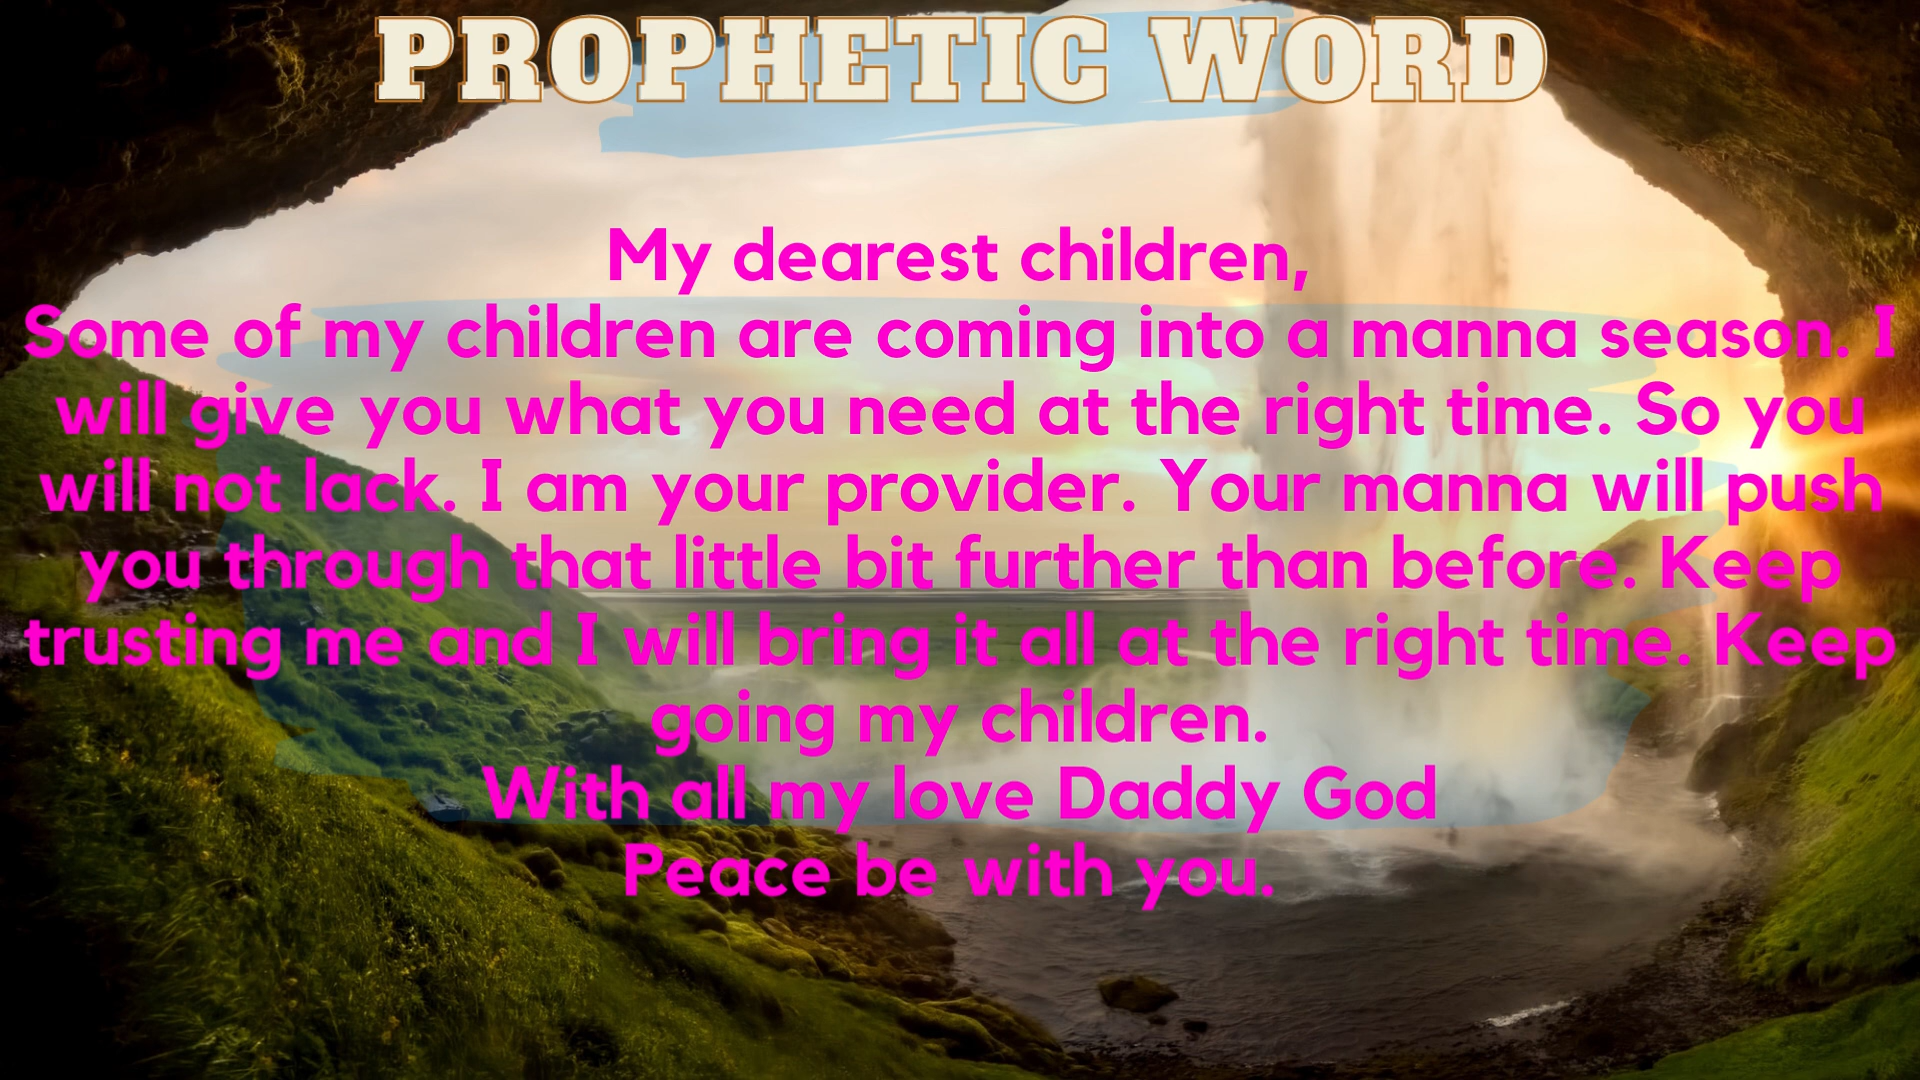 PROPHETIC WORD
My dearest children,
Some of my children are coming into a manna season. I
will give you what you need at the right time. So you
will not lack. I am your provider. Your manna will push
you through that little bit further than before. Keep
trusting me and I will bring it all at the right time. Keep
going my children.
With all my love Daddy God
Peace be with you.